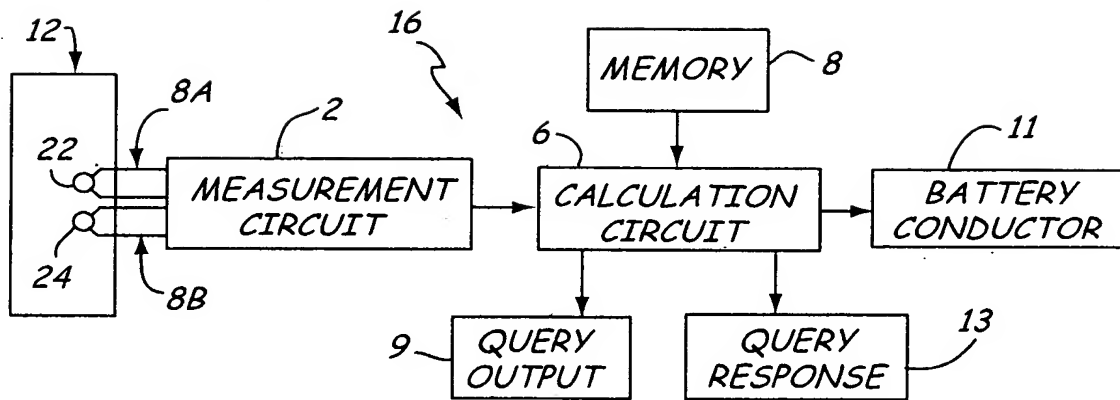 12
16
MEMORY
8
8A
2
6
11
22
MEASUREMENT
CIRCUIT
CALCULATION
CIRCUIT
BATTERY
CONDUCTOR
24
8B
9
QUERY
OUTPUT
QUERY
RESPONSE
13